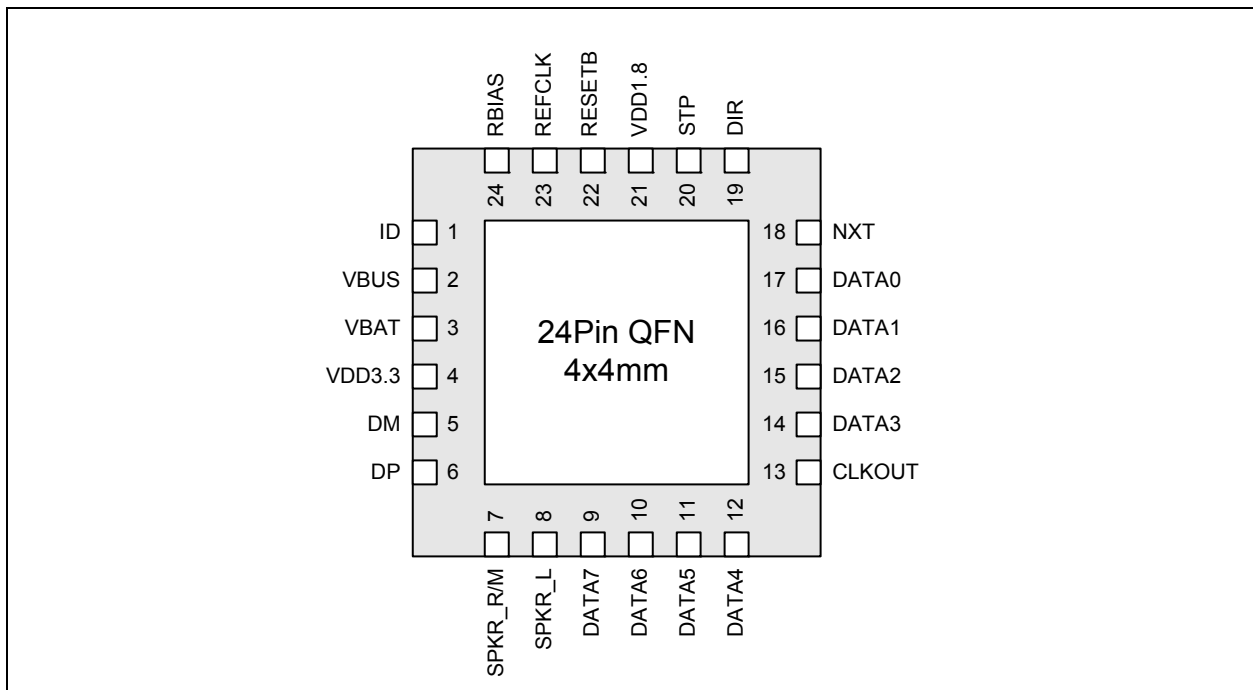 RBIAS
REFCLK
RESETB
VDD1.8
STP
DIR
24
23
22
21
20
19
ID 1
VBUS 2
VBAT 3
VDD3.3 4
DM 5
DP 6
24Pin QFN
4x4mm
18 NXT
17 DATA0
16 DATA1
15 DATA2
14 DATA3
13 CLKOUT
7
8
9
10
11
12
SPKR_R/M
SPKR_L
DATA7
DATA6
DATA5
DATA4